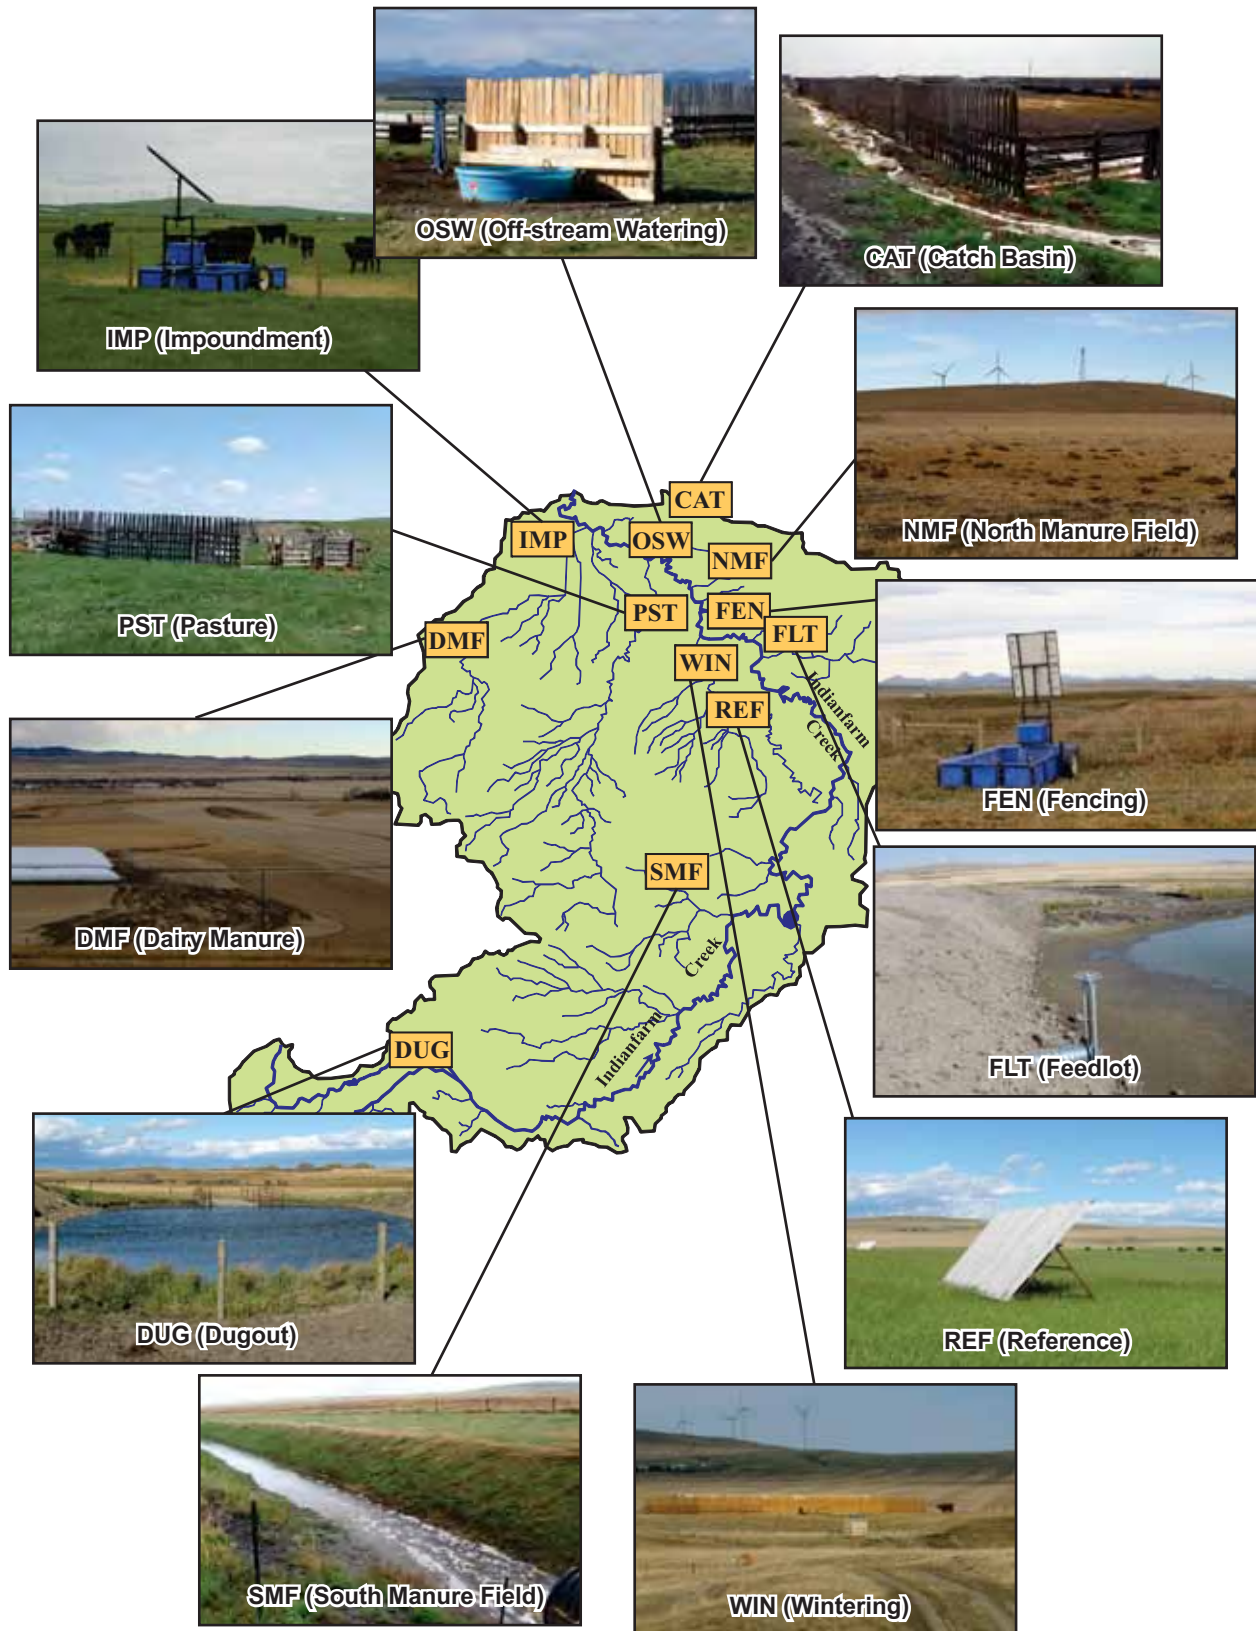 OSW (Off-stream Watering)
CAT (Catch Basin)
IMP (Impoundment)
NMF (North Manure Field)
PST (Pasture)
FEN (Fencing)
DMF (Dairy Manure)
FLT (Feedlot)
DUG (Dugout)
REF (Reference)
SMF (South Manure Field)
WIN (Wintering)
CAT
IMP
OSW
NMF
PST
FEN
DMF
FLT
WIN
REF
Indianfarm
Creek
SMF
Creek
Indianfarm
DUG